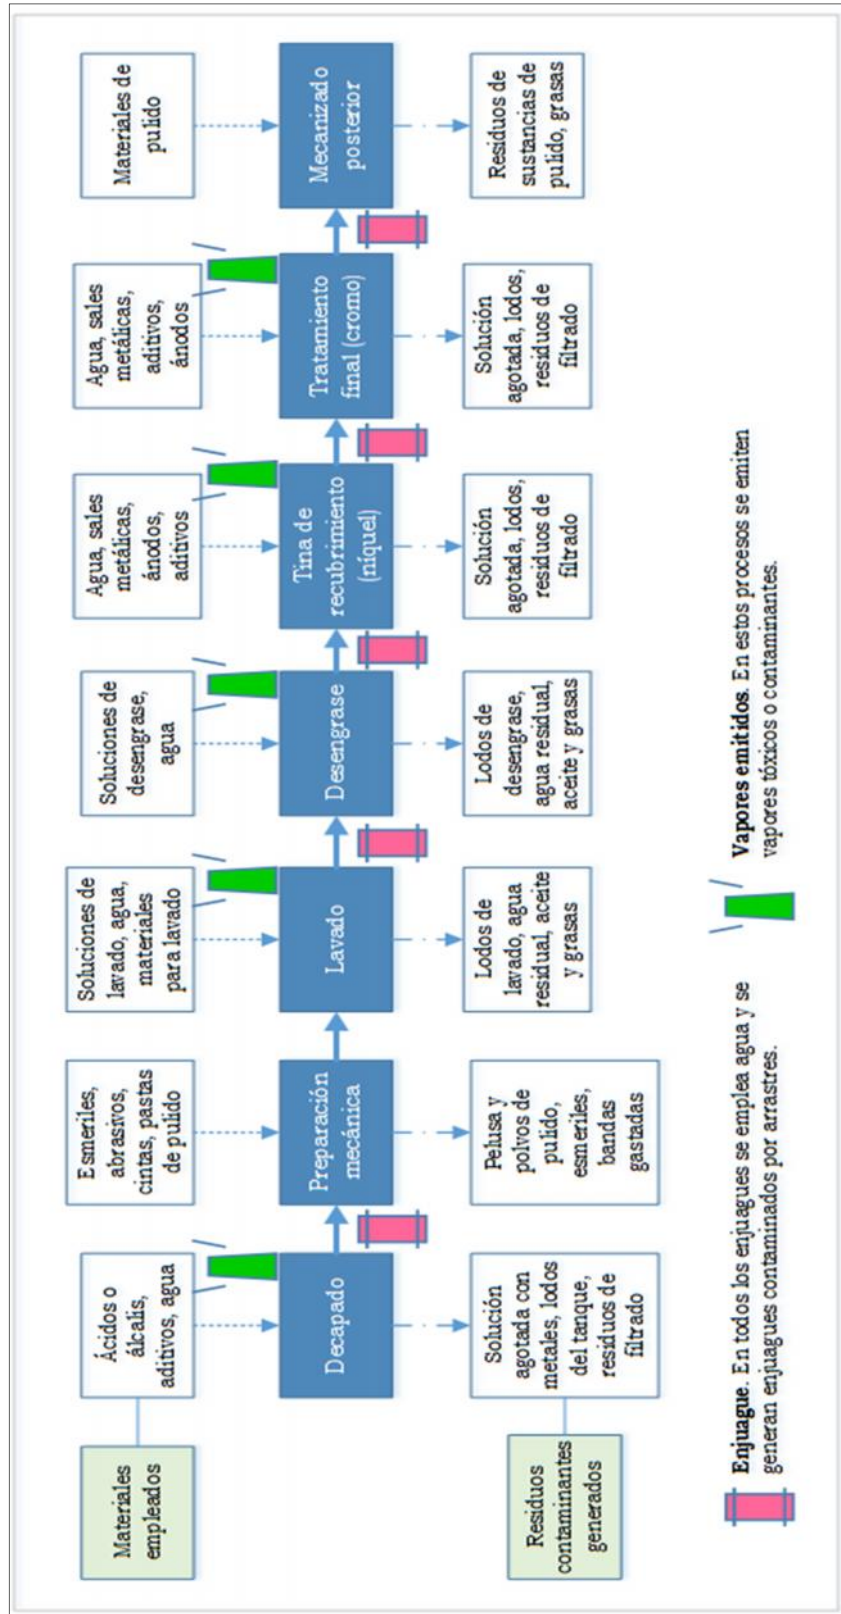 Materiales
empleados
Ácidos o
álcalis,
aditivos, agua
Esmeriles,
abrasivos,
cintas, pastas
de pulido
Soluciones de
lavado, agua,
materiales
para lavado
Soluciones de
desengrase,
agua
Agua, sales
metálicas,
ánodos,
aditivos
Agua, sales
metálicas,
aditivos,
ánodos
Materiales de
pulido
Decapado
Preparación
mecánica
Lavado
Desengrase
Tina de
recubrimiento
(níquel)
Tratamiento
final (cromo)
Mecanizado
posterior
Residuos
contaminantes
generados
Solución
agotada con
metales, lodos
del tanque,
residuos de
filtrado
Pelusa y
polvos de
pulido,
esmeriles,
bandas
gastadas
Lodos de
lavado, agua
residual, aceite
y grasas
Lodos de
desengrase,
agua residual,
aceite y grasas
Solución
agotada, lodos,
residuos de
filtrado
Solución
agotada, lodos,
residuos de
filtrado
Residuos de
sustancias de
pulido, grasas
Enjuague. En todos los enjuagues se emplea agua y se
generan enjuagues contaminados por arrastres.
Vapores emitidos. En estos procesos se emiten
vapores tóxicos o contaminantes.